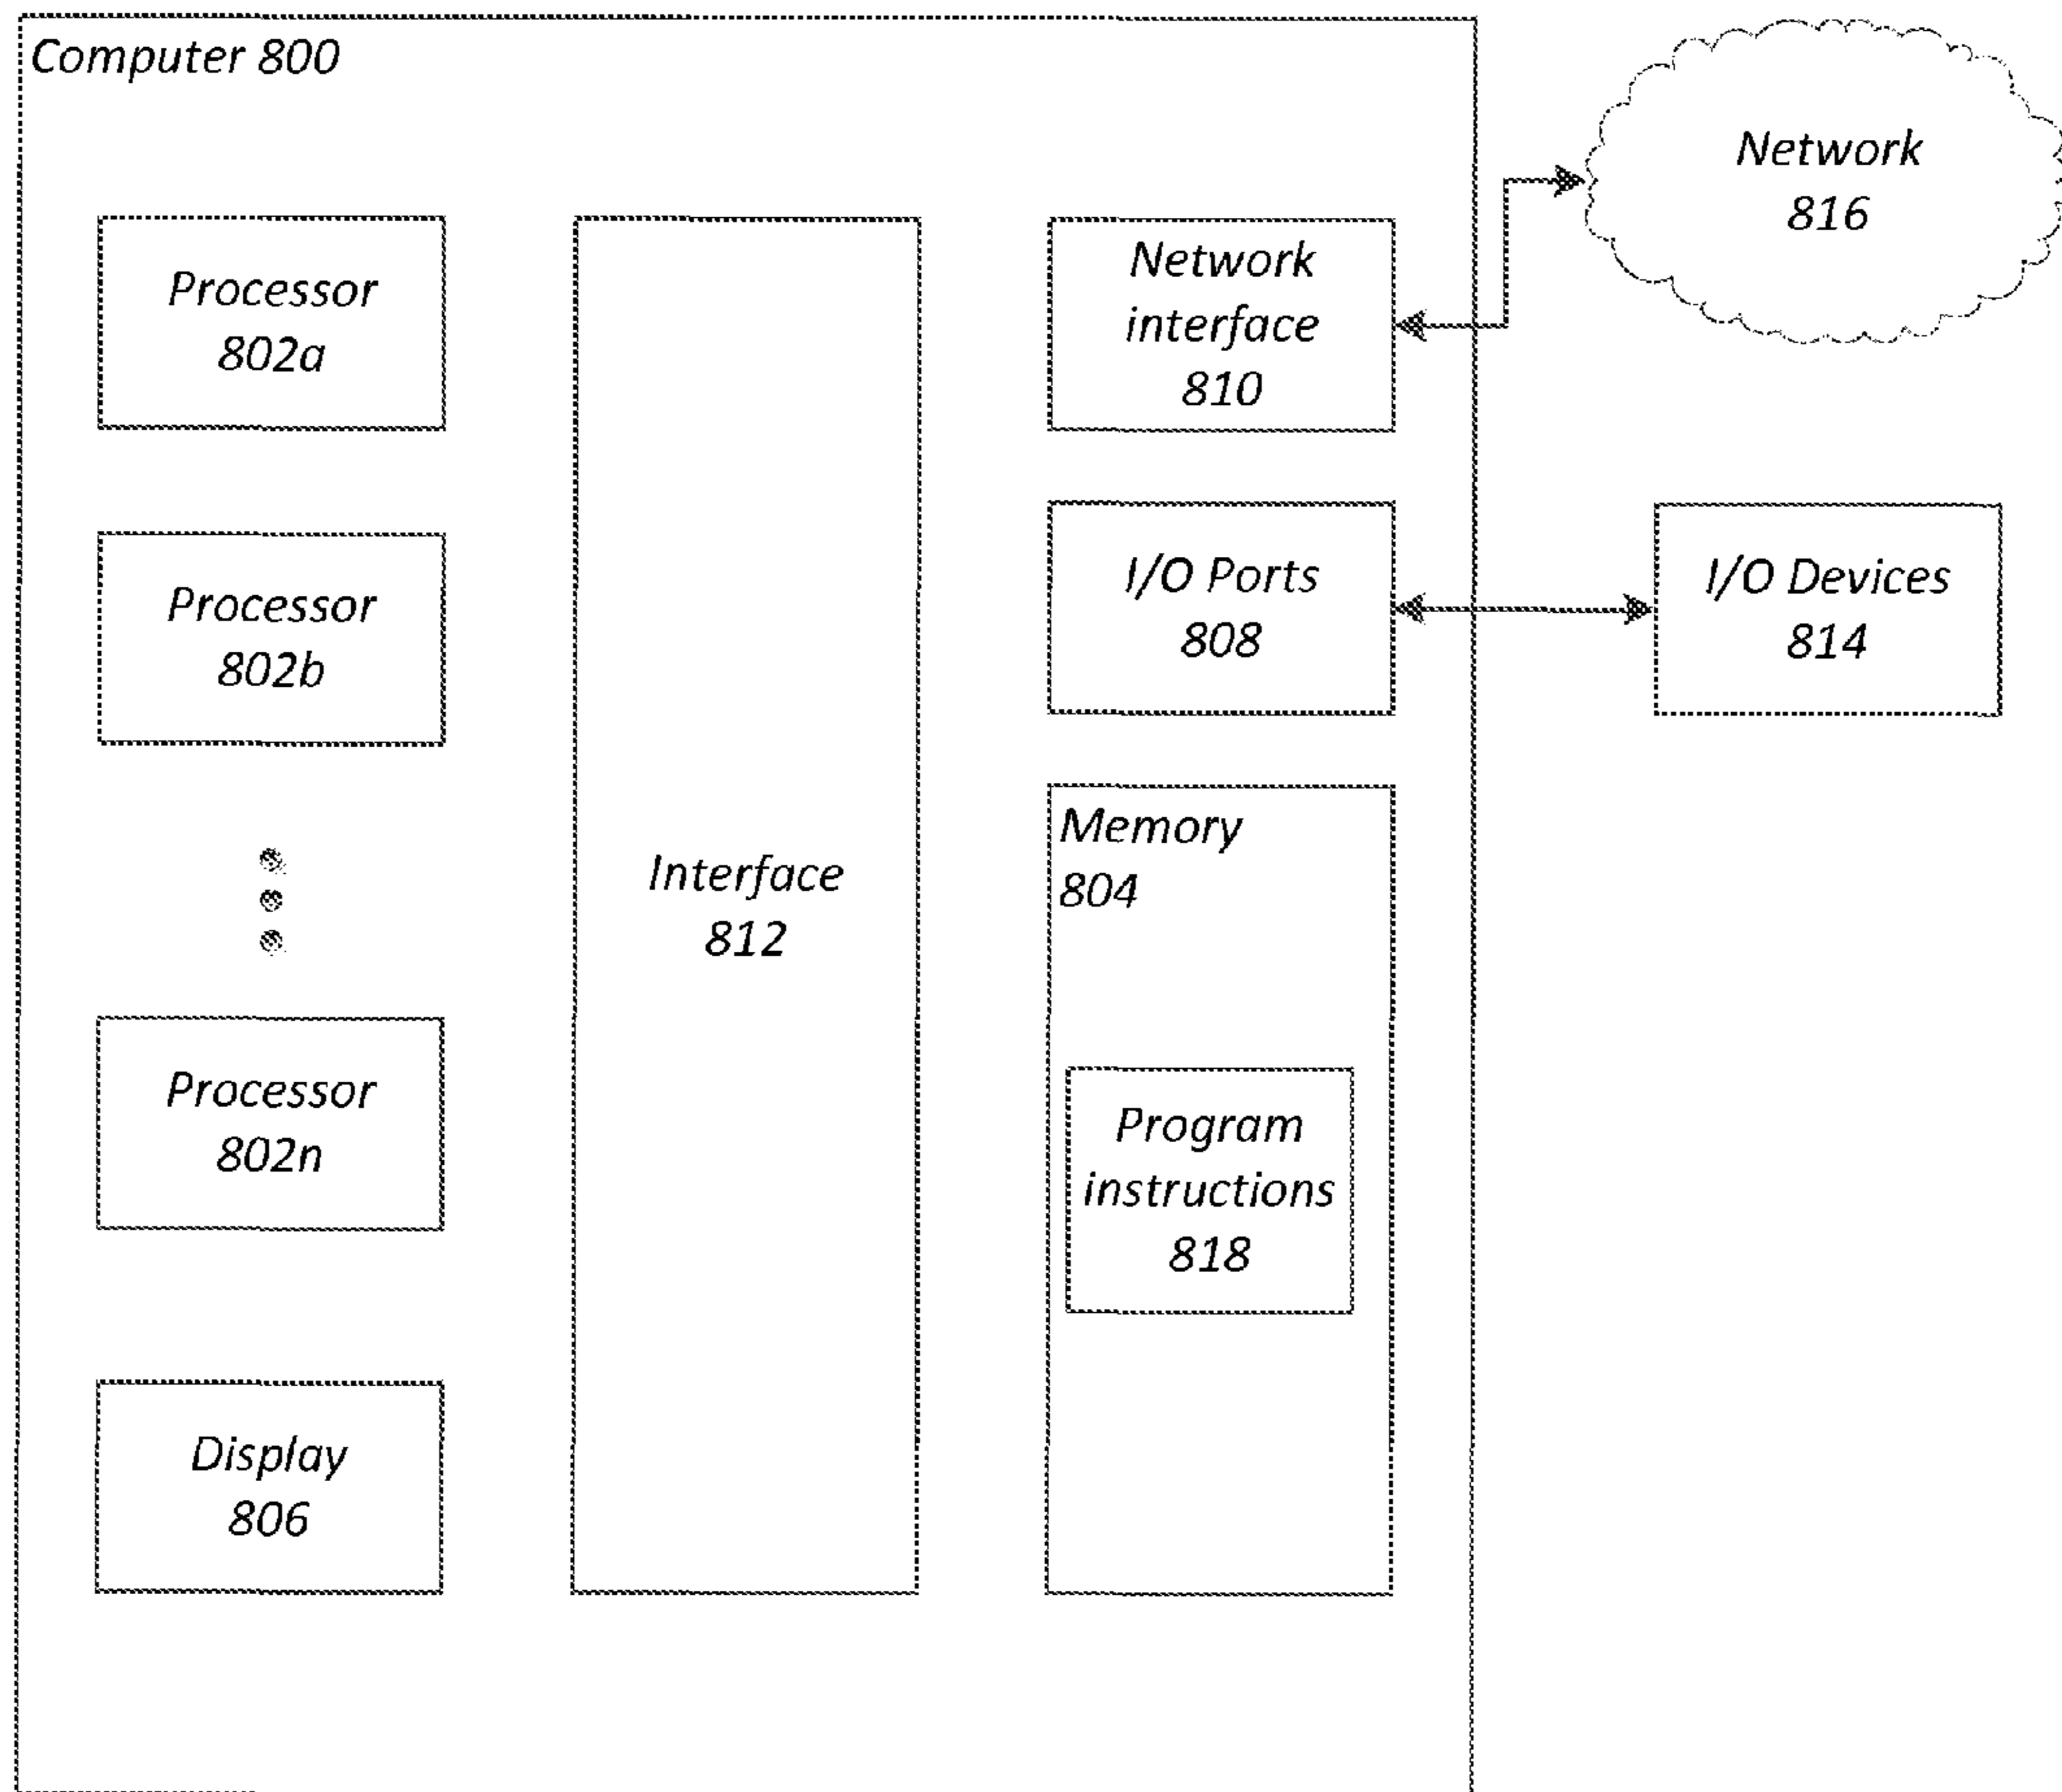 Computer 800
Network
816
Processor
802a
Network
interface
810
Processor
802b
I/O Ports
808
I/O Devices
814
Interface
812
Memory
804
Processor
802n
Program
instructions
818
Display
806